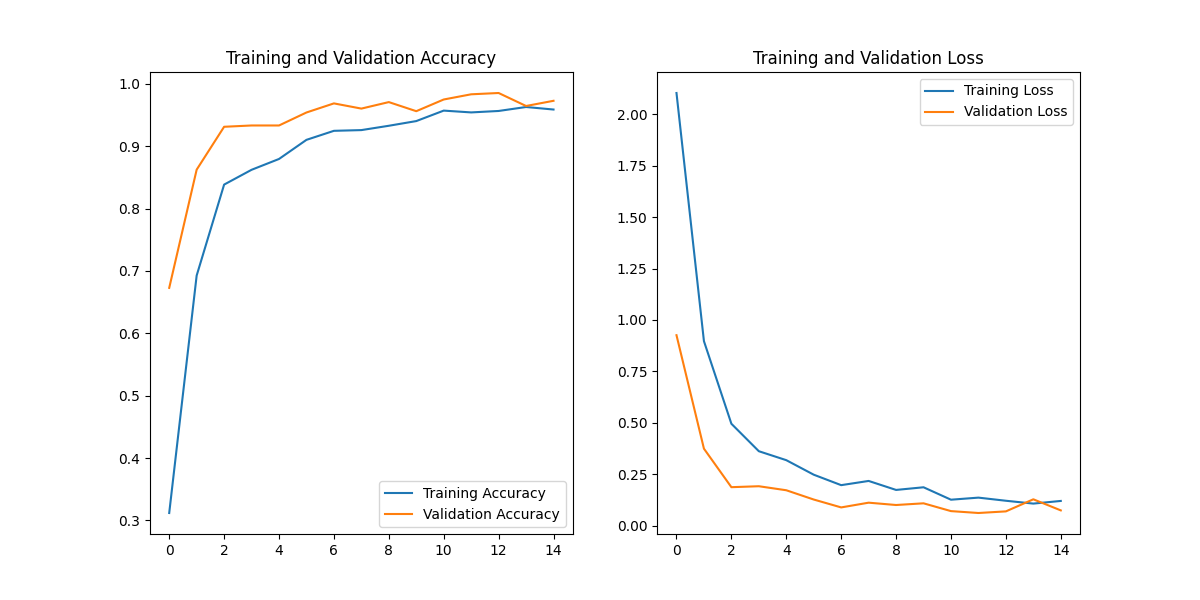 Training and Validation Accuracy
1.0
0.9
0.8
0.7
0.6
0.5
0.4
0.3
0 2 4 6 8 10 12 14
Training Accuracy
Validation Accuracy
Training and Validation Loss
2.00
1.75
1.50
1.25
1.00
0.75
0.50
0.25
0.00
0 2 4 6 8 10 12 14
Training Loss
Validation Loss